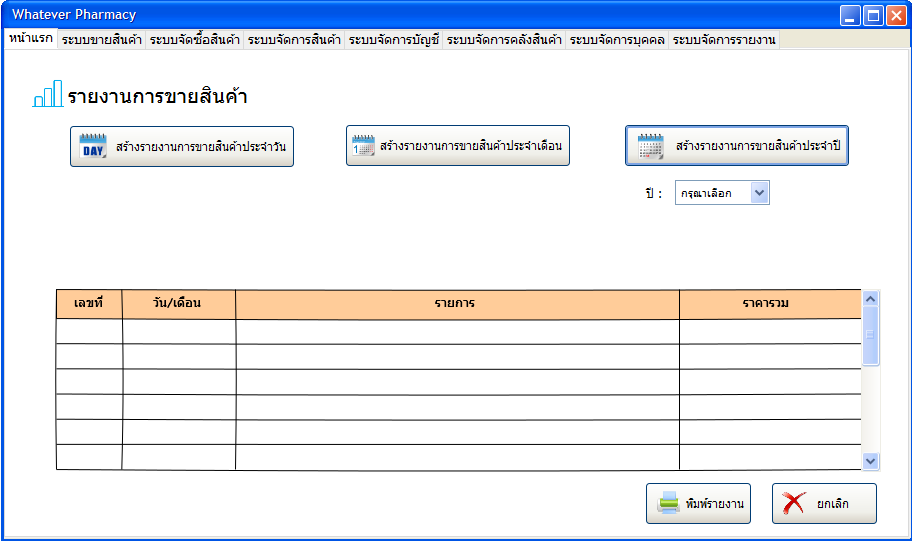 Whatever Pharmacy
หน้าแรก ระบบขายสินค้า ระบบจัดซื้อสินค้า ระบบจัดการสินค้า ระบบจัดการบัญชี ระบบจัดการคลังสินค้า ระบบจัดการบุคคล ระบบจัดการรายงาน
รายงานการขายสินค้า
DAY สร้างรายงานการขายสินค้าประจำวัน 1 สร้างรายงานการขายสินค้าประจำเดือน สร้างรายงานการขายสินค้าประจำปี
ปี : กรุณาเลือก
เลขที่ วัน/เดือน รายการ ราคารวม
พิมพ์รายงาน ยกเลิก